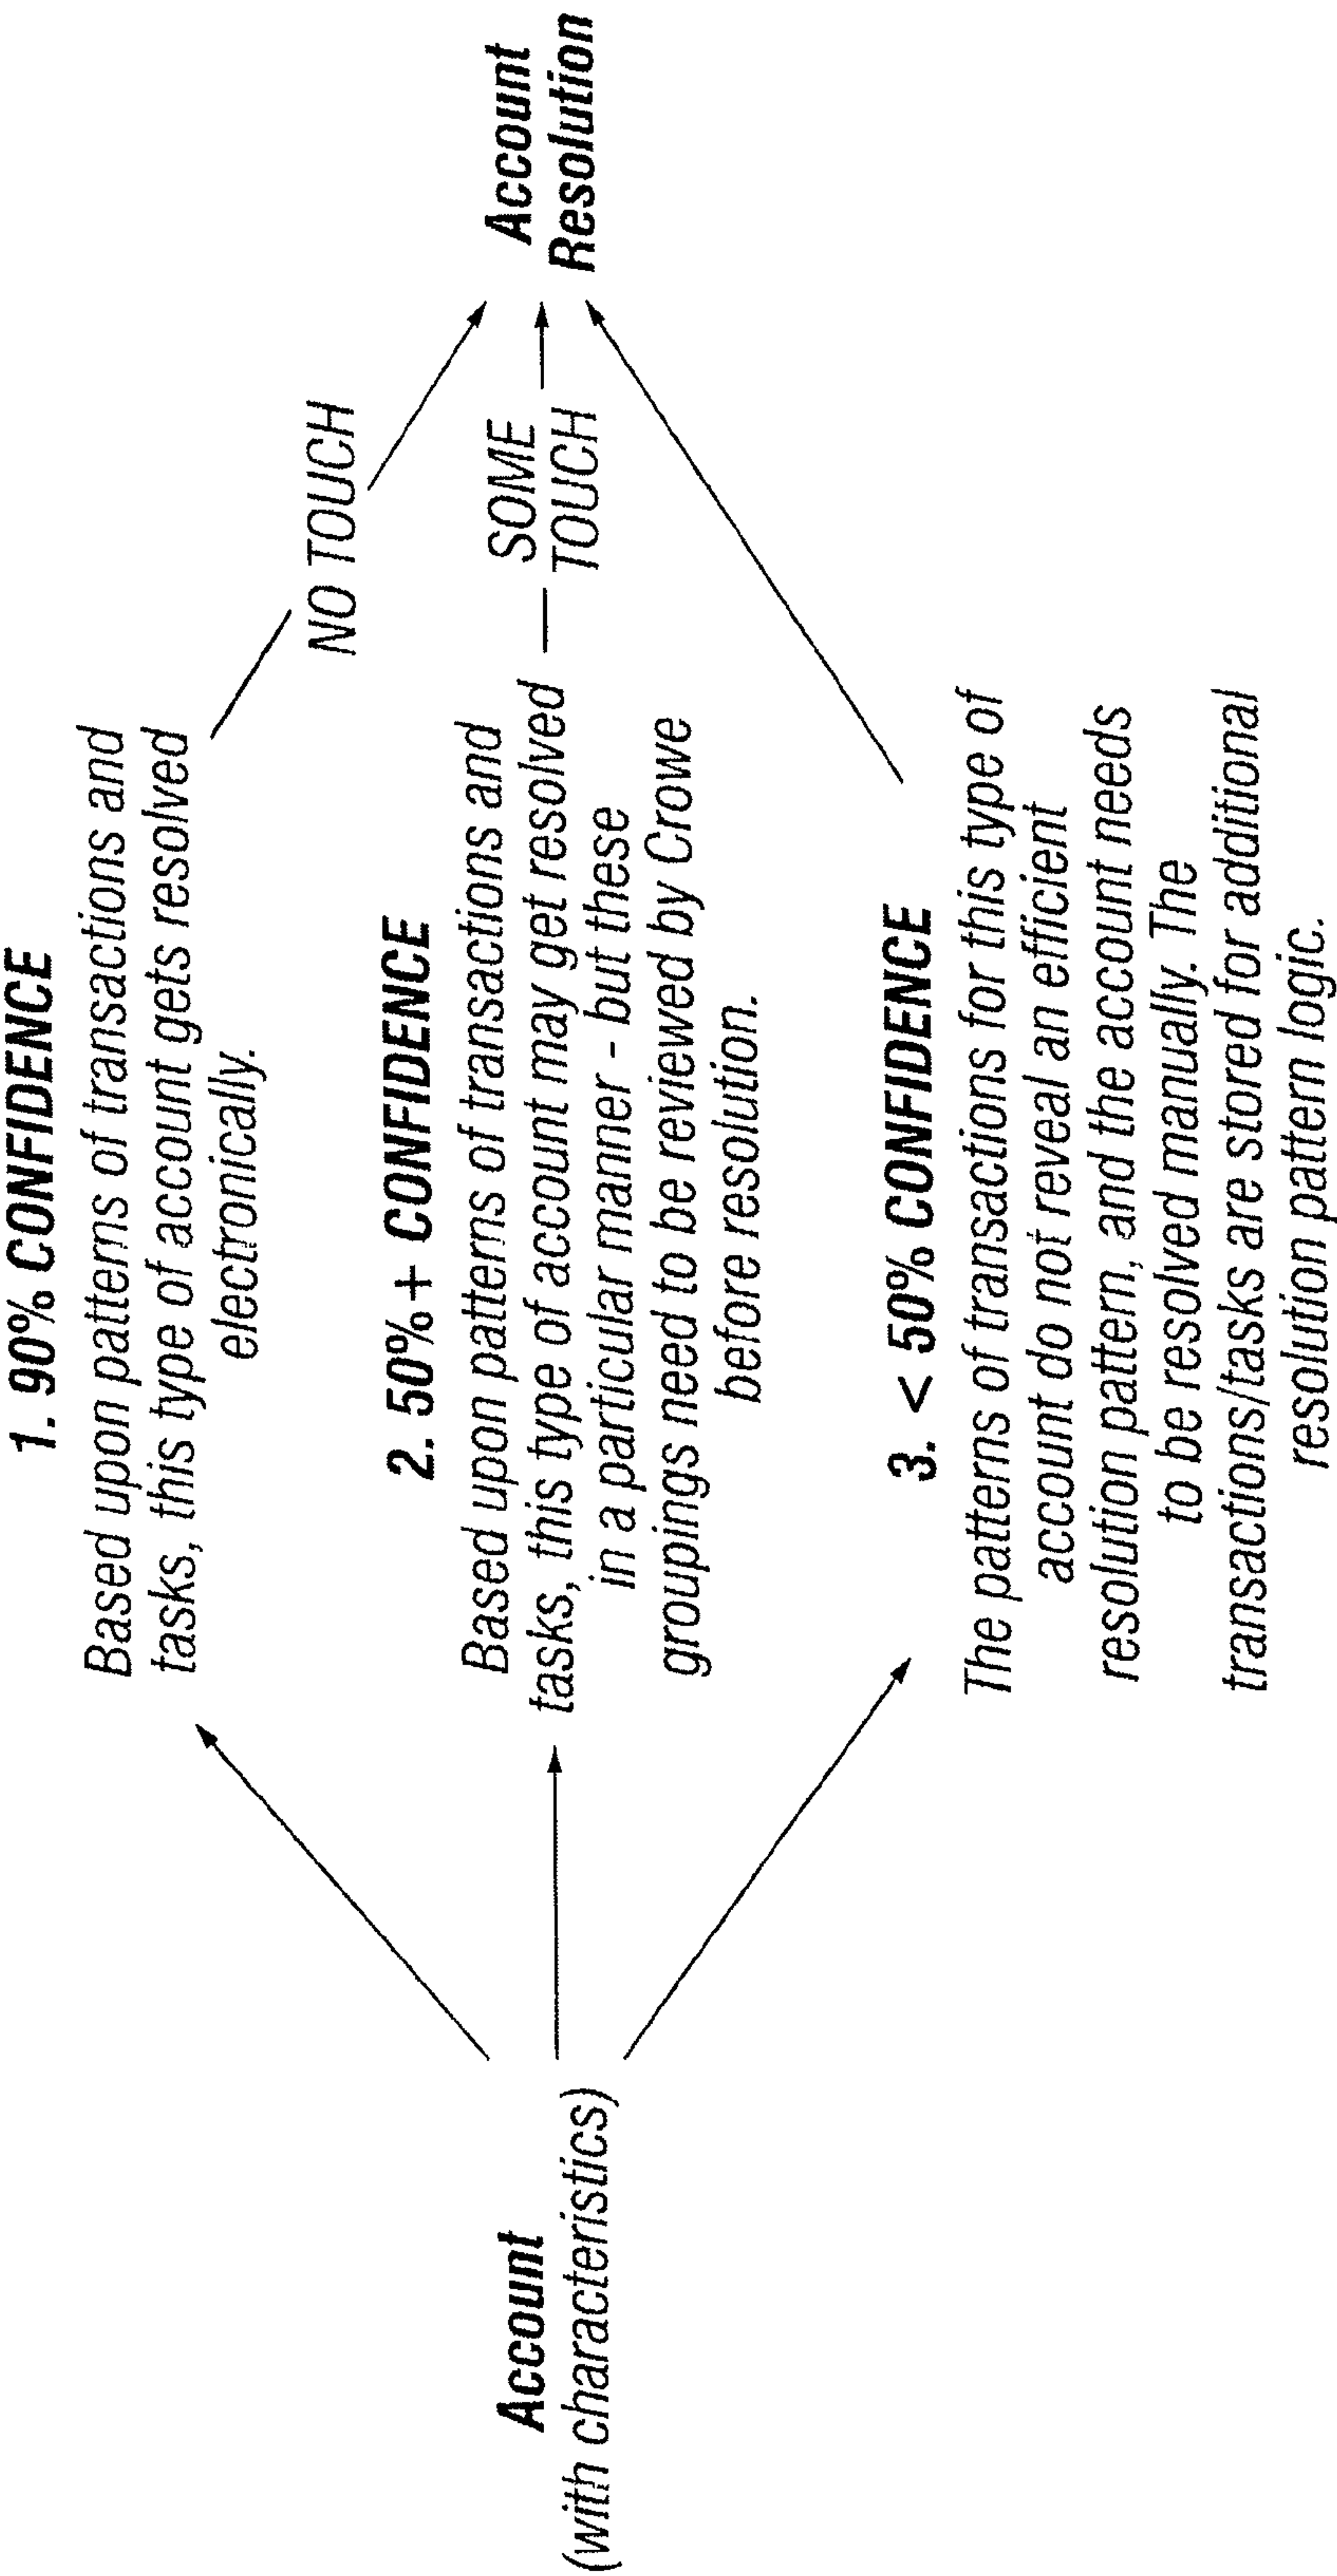 Account
(with characteristics)
1. 90% CONFIDENCE
Based upon patterns of transactions and
tasks, this type of account gets resolved
electronically.
NO TOUCH
2. 50%+ CONFIDENCE
Based upon patterns of transactions and
tasks, this type of account may get resolved
in a particular manner - but these
groupings need to be reviewed by Crowe
before resolution.
SOME
TOUCH
3. < 50% CONFIDENCE
The patterns of transactions for this type of
account do not reveal an efficient
resolution pattern, and the account needs
to be resolved manually. The
transactions/tasks are stored for additional
resolution pattern logic.
Account
Resolution